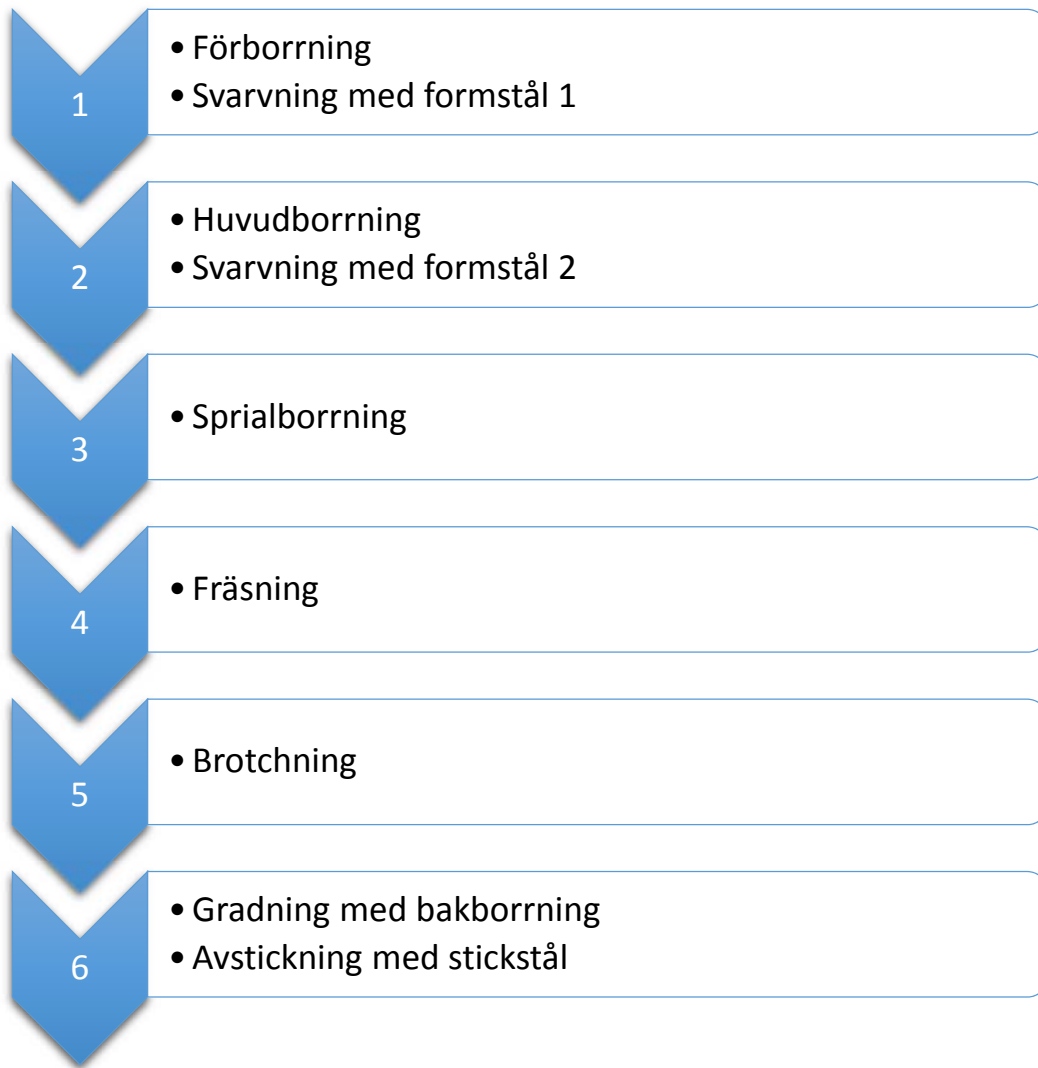 1
• Förborrning
• Svarvning med formstål 1
2
• Huvudborrning
• Svarvning med formstål 2
3
• Sprialborrning
4
• Fräsning
5
• Brotchning
6
• Gradning med bakborrning
• Avstickning med stickstål